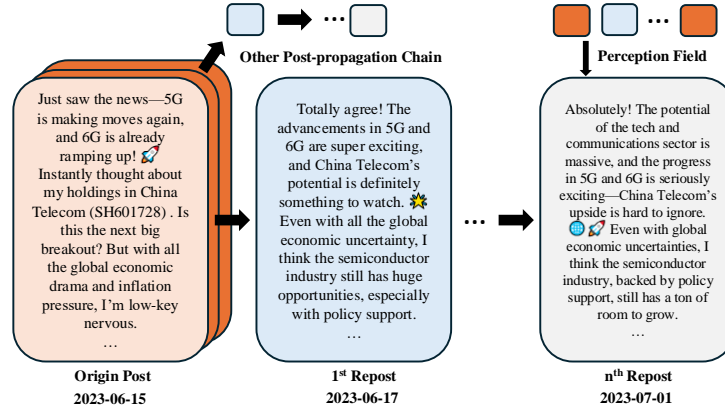 ...
Other Post-propagation Chain
...
Perception Field
Just saw the news—5G
is making moves again,
and 6G is already
ramping up! 🚀
Instantly thought about
my holdings in China
Telecom (SH601728) . Is
this the next big
breakout? But with all
the global economic
drama and inflation
pressure, I'm low-key
nervous.
…
Origin Post
2023-06-15
Totally agree! The
advancements in 5G and
6G are super exciting,
and China Telecom's
potential is definitely
something to watch. 🌟
Even with all the global
economic uncertainty, I
think the semiconductor
industry still has huge
opportunities, especially
with policy support.
…
1st Repost
2023-06-17
...
Absolutely! The potential
of the tech and
communications sector is
massive, and the progress
in 5G and 6G is seriously
exciting—China Telecom's
upside is hard to ignore.
🌐🚀 Even with global
economic uncertainties, I
think the semiconductor
industry, backed by policy
support, still has a ton of
room to grow.
…
nth Repost
2023-07-01